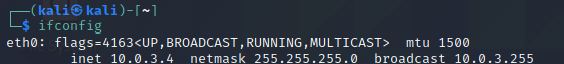 ┌──(kali㉿kali)-[~]
└─$ ifconfig
eth0: flags=4163<UP,BROADCAST,RUNNING,MULTICAST>  mtu 1500
        inet 10.0.3.4  netmask 255.255.255.0  broadcast 10.0.3.255